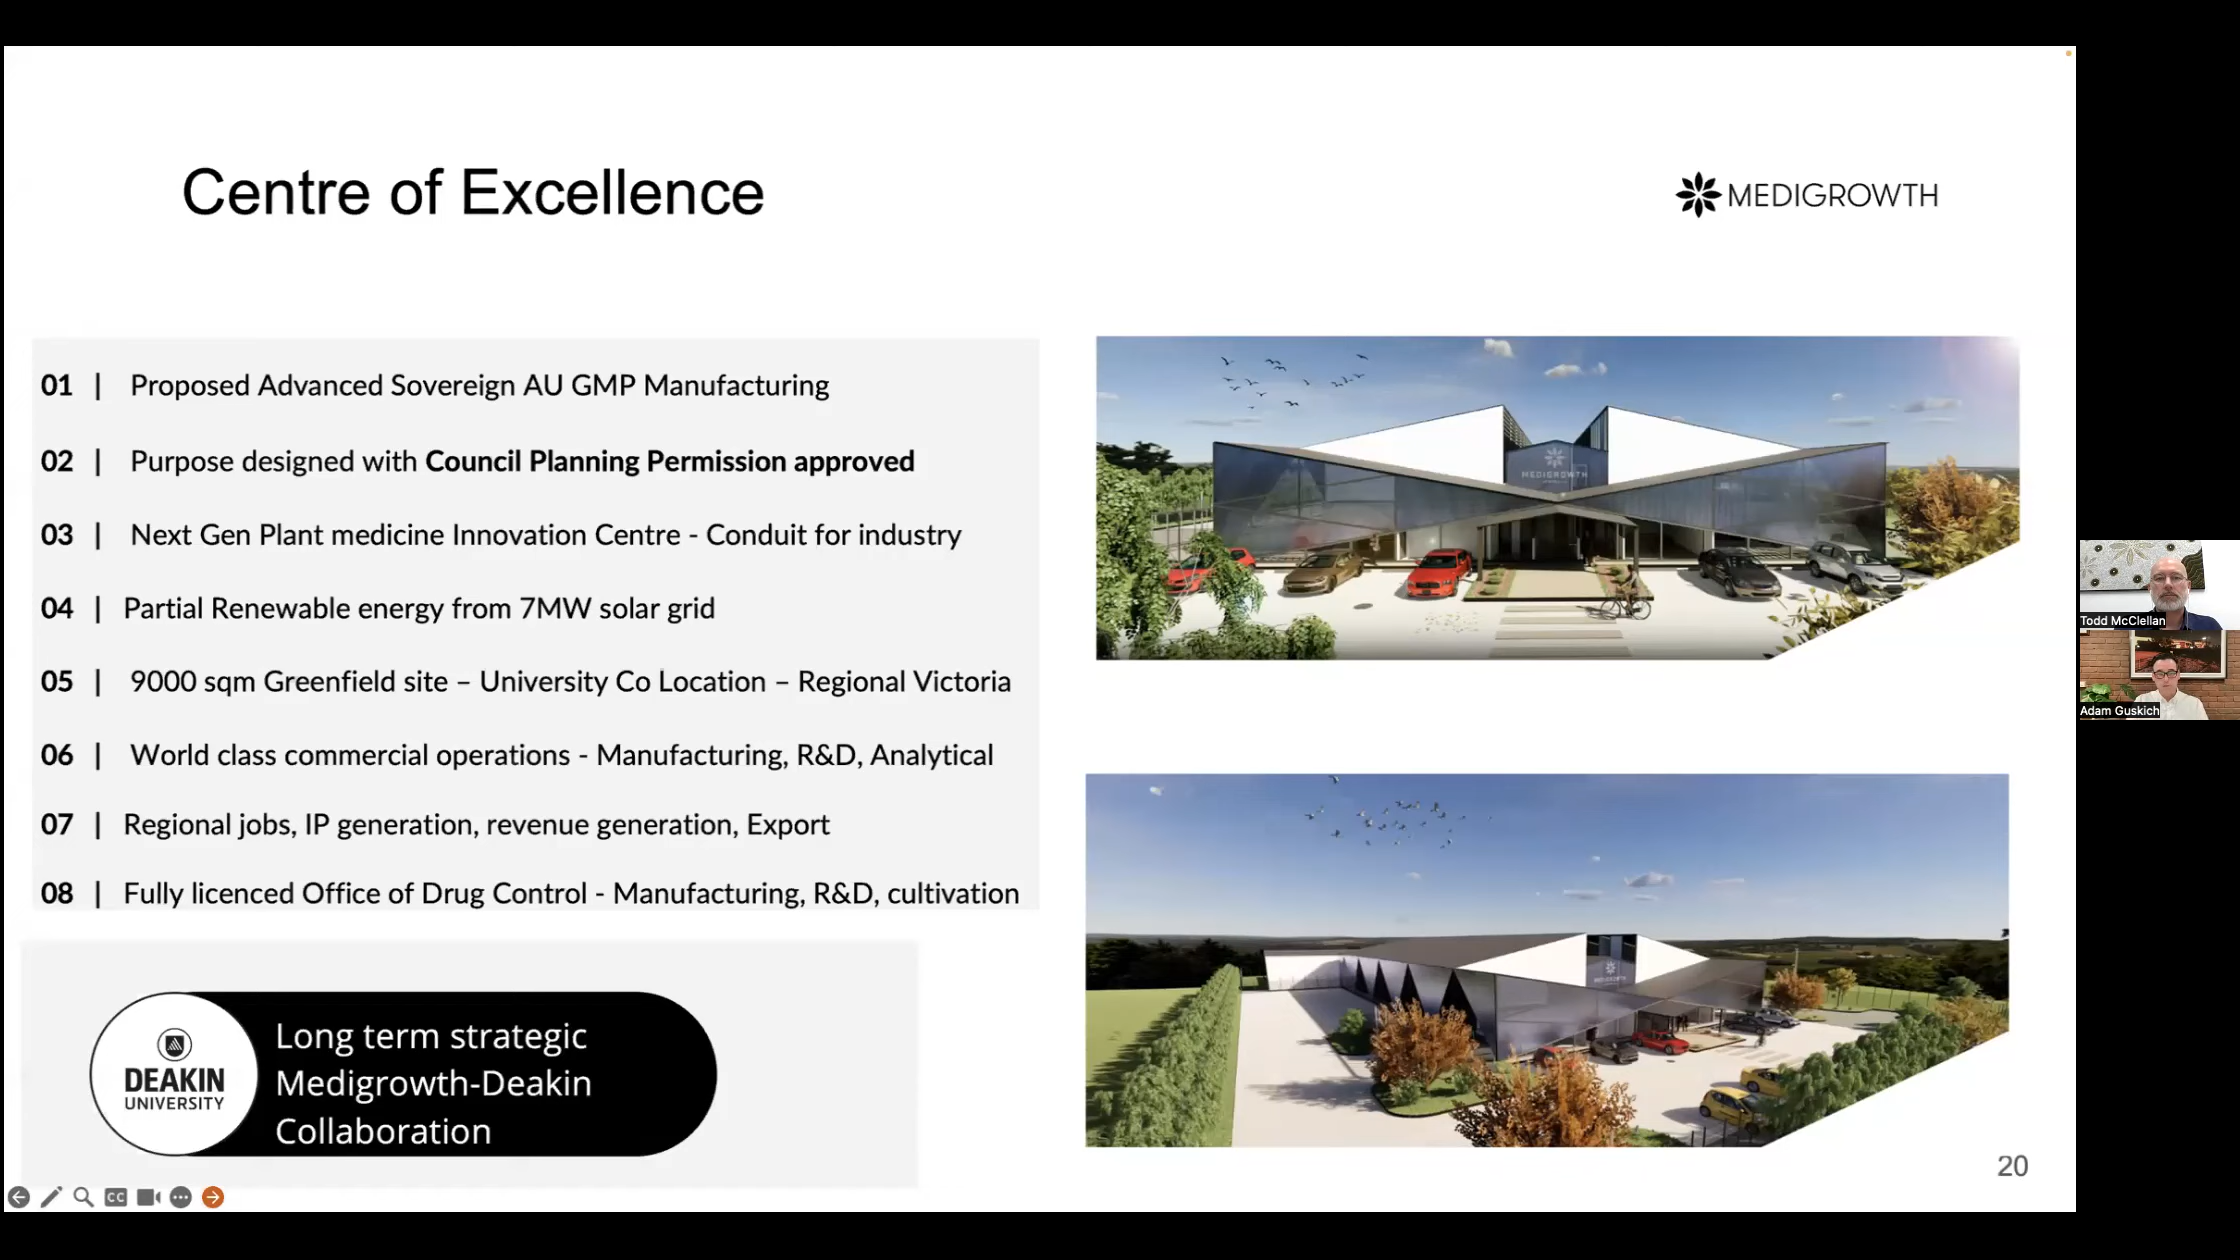 Centre of Excellence
MEDIGROWTH
01 | Proposed Advanced Sovereign AU GMP Manufacturing
02 | Purpose designed with Council Planning Permission approved
03 | Next Gen Plant medicine Innovation Centre - Conduit for industry
04 | Partial Renewable energy from 7MW solar grid
05 | 9000 sqm Greenfield site – University Co Location – Regional Victoria
06 | World class commercial operations - Manufacturing, R&D, Analytical
07 | Regional jobs, IP generation, revenue generation, Export
08 | Fully licenced Office of Drug Control - Manufacturing, R&D, cultivation
MEDIGROWTH
DEAKIN
UNIVERSITY
Long term strategic
Medigrowth-Deakin
Collaboration
MEDIGROWTH
20
CC
Todd McClellan
Adam Guskich